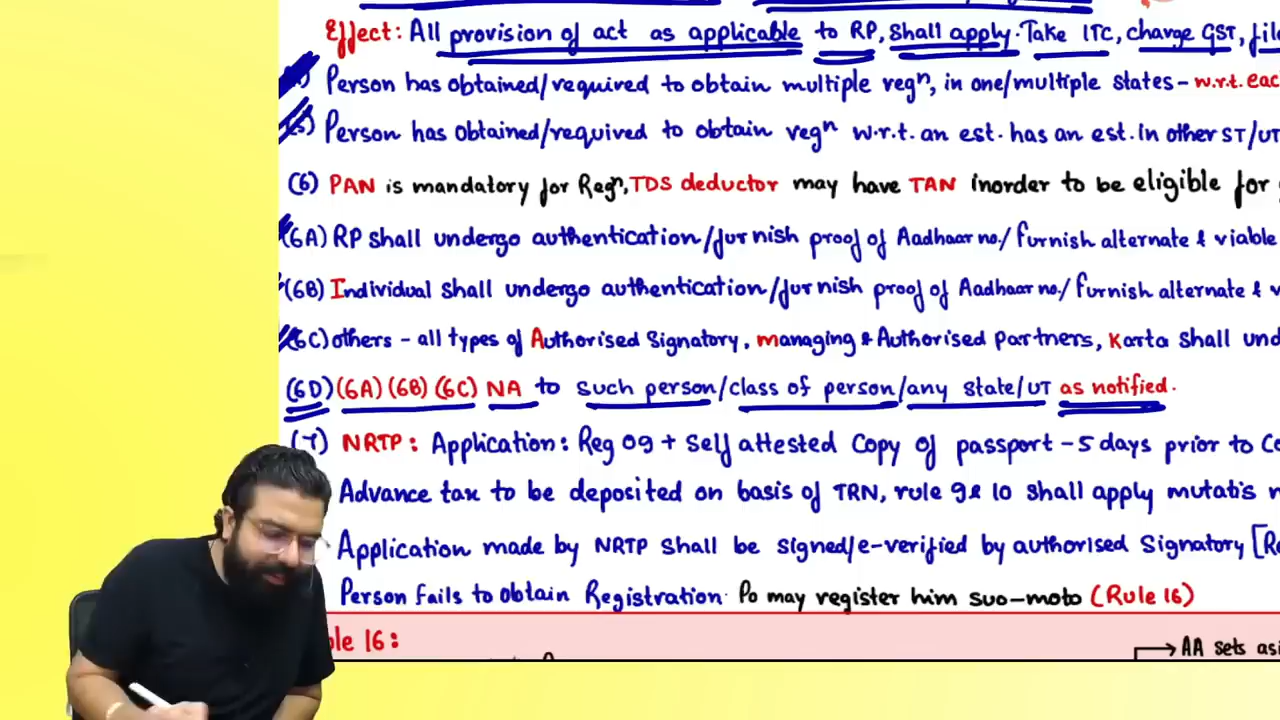 Effect: All provision of act as applicable to RP, shall apply. Take ITC, charge GST, file
Person has obtained/required to obtain multiple regⁿ, in one/multiple states - w.r.t. each
5) Person has obtained/required to obtain regⁿ w.r.t. an est. has an est. in other ST/UT
(6) PAN is mandatory for Regⁿ, TDS deductor may have TAN inorder to be eligible for
(6A) RP shall undergo authentication/furnish proof of Aadhaar no./ furnish alternate & viable
(6B) Individual shall undergo authentication/furnish proof of Aadhaar no./ furnish alternate & v
6C) others - all types of Authorised Signatory, managing & Authorised partners, Karta shall und
(6D) (6A) (6B) (6C) NA to such person/class of person/any state/UT as notified.
(7) NRTP: Application: Reg 09 + Self attested Copy of passport - 5 days prior to Co
Advance tax to be deposited on basis of TRN, rule 9 & 10 shall apply mutatis m
Application made by NRTP shall be signed/e-verified by authorised Signatory [Re
Person fails to obtain Registration. Po may register him suo-moto (Rule 16)
ule 16:
AA sets asi